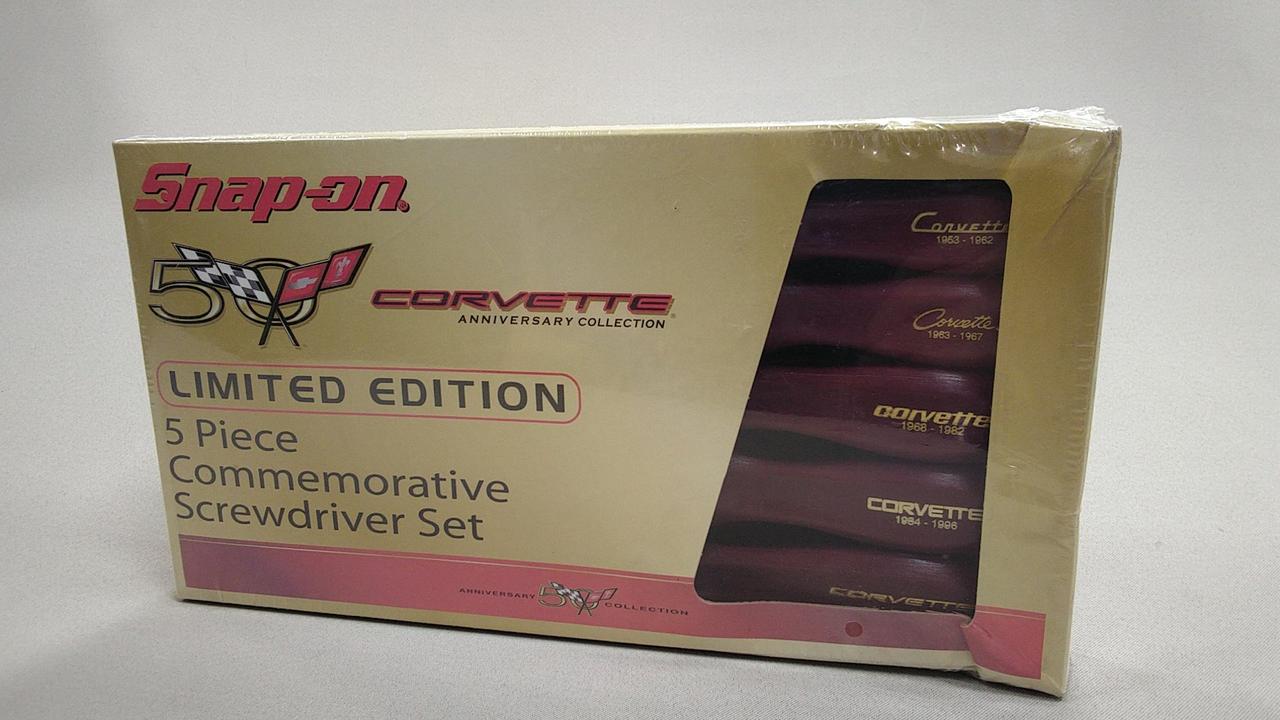 Snap-on®
50
CORVETTE
ANNIVERSARY COLLECTION
LIMITED EDITION
5 Piece
Commemorative
Screwdriver Set
ANNIVERSARY 50 COLLECTION
Corvette
1953 - 1962
Corvette
1963 - 1967
corvette
1968 - 1982
CORVETTE
1984 - 1996
CORVETTE